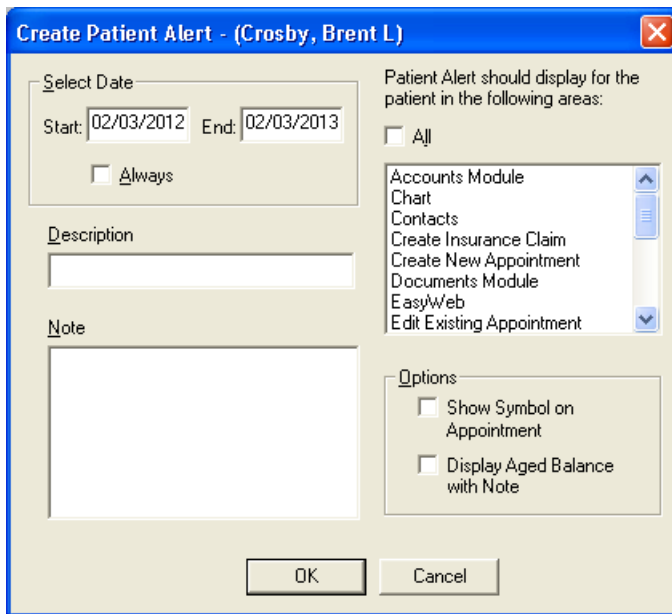 Create Patient Alert - (Crosby, Brent L)
Select Date
Start: 02/03/2012 End: 02/03/2013
Always
Description
Note
Patient Alert should display for the
patient in the following areas:
All
Accounts Module
Chart
Contacts
Create Insurance Claim
Create New Appointment
Documents Module
EasyWeb
Edit Existing Appointment
Options
Show Symbol on
Appointment
Display Aged Balance
with Note
OK Cancel